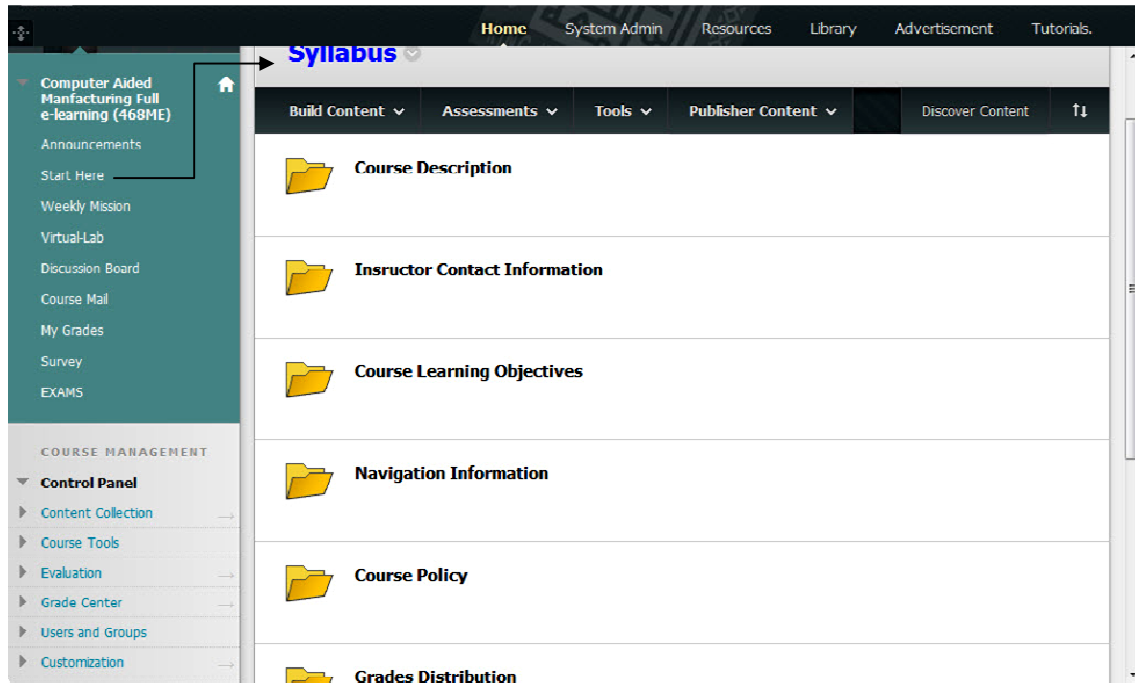 Home System Admin Resources Library Advertisement Tutorials.
Computer Aided
Manfacturing Full
e-learning (468ME)
Announcements
Start Here
Weekly Mission
Virtual-Lab
Discussion Board
Course Mail
My Grades
Survey
EXAMS
COURSE MANAGEMENT
Control Panel
Content Collection
Course Tools
Evaluation
Grade Center
Users and Groups
Customization
Syllabus
Build Content Assessments Tools Publisher Content Discover Content
Course Description
Insructor Contact Information
Course Learning Objectives
Navigation Information
Course Policy
Grades Distribution